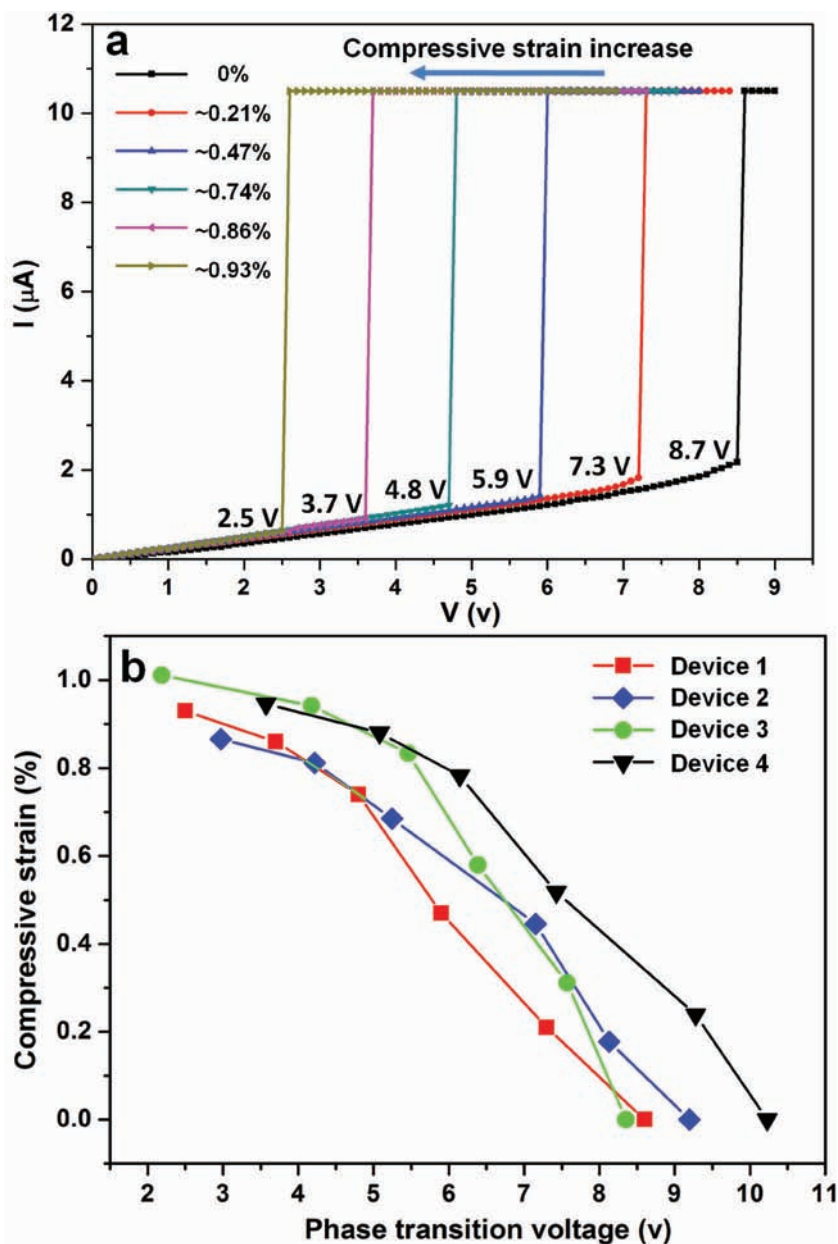 a
Compressive strain increase
0%
~0.21%
~0.47%
~0.74%
~0.86%
~0.93%
12
10
8
6
4
2
0
I (μA)
2.5 V
3.7 V
4.8 V
5.9 V
7.3 V
8.7 V
0 1 2 3 4 5 6 7 8 9
V (v)
b
Device 1
Device 2
Device 3
Device 4
1.0
0.8
0.6
0.4
0.2
0.0
Compressive strain (%)
2 3 4 5 6 7 8 9 10 11
Phase transition voltage (v)